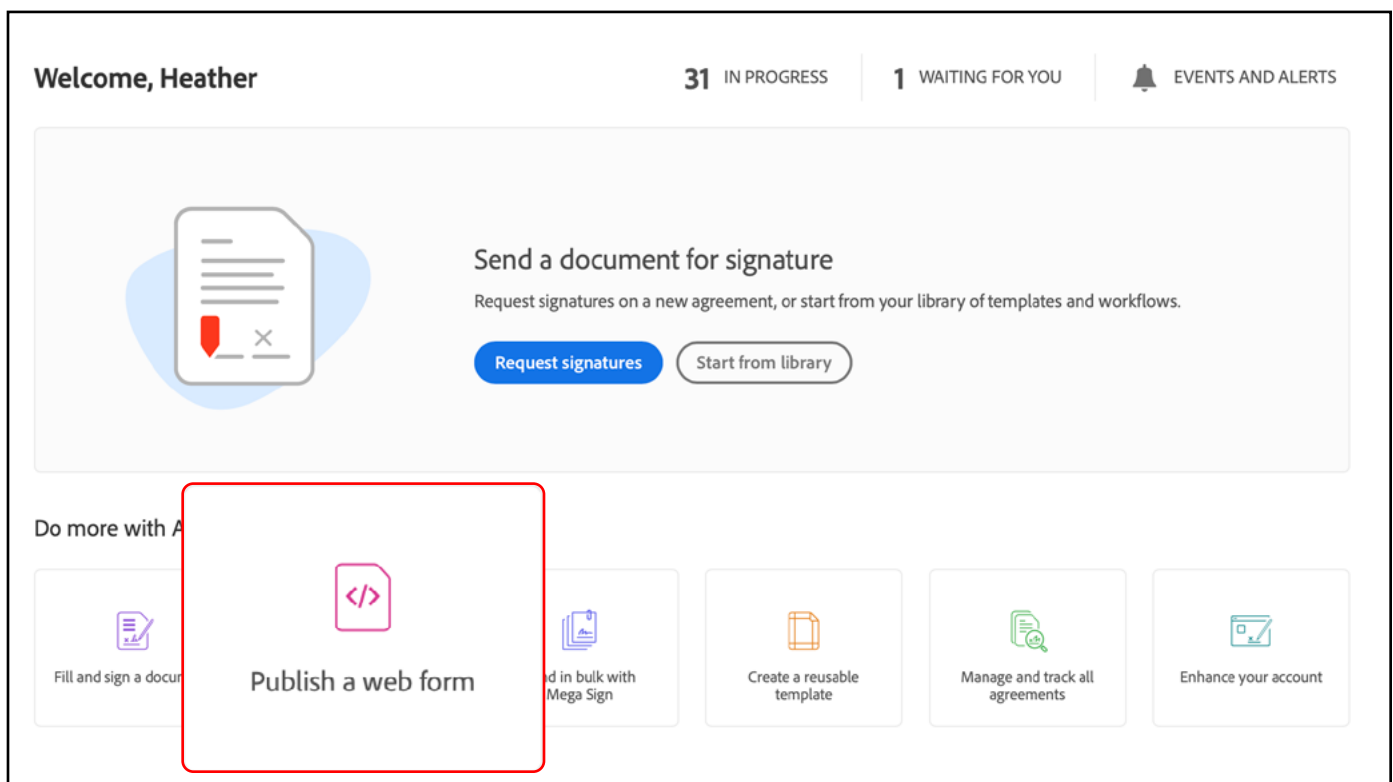 Welcome, Heather
31 IN PROGRESS
1 WAITING FOR YOU
EVENTS AND ALERTS
Send a document for signature
Request signatures on a new agreement, or start from your library of templates and workflows.
Request signatures
Start from library
Do more with A
Fill and sign a docu
</>
Publish a web form
d in bulk with
Mega Sign
Create a reusable
template
Manage and track all
agreements
Enhance your account